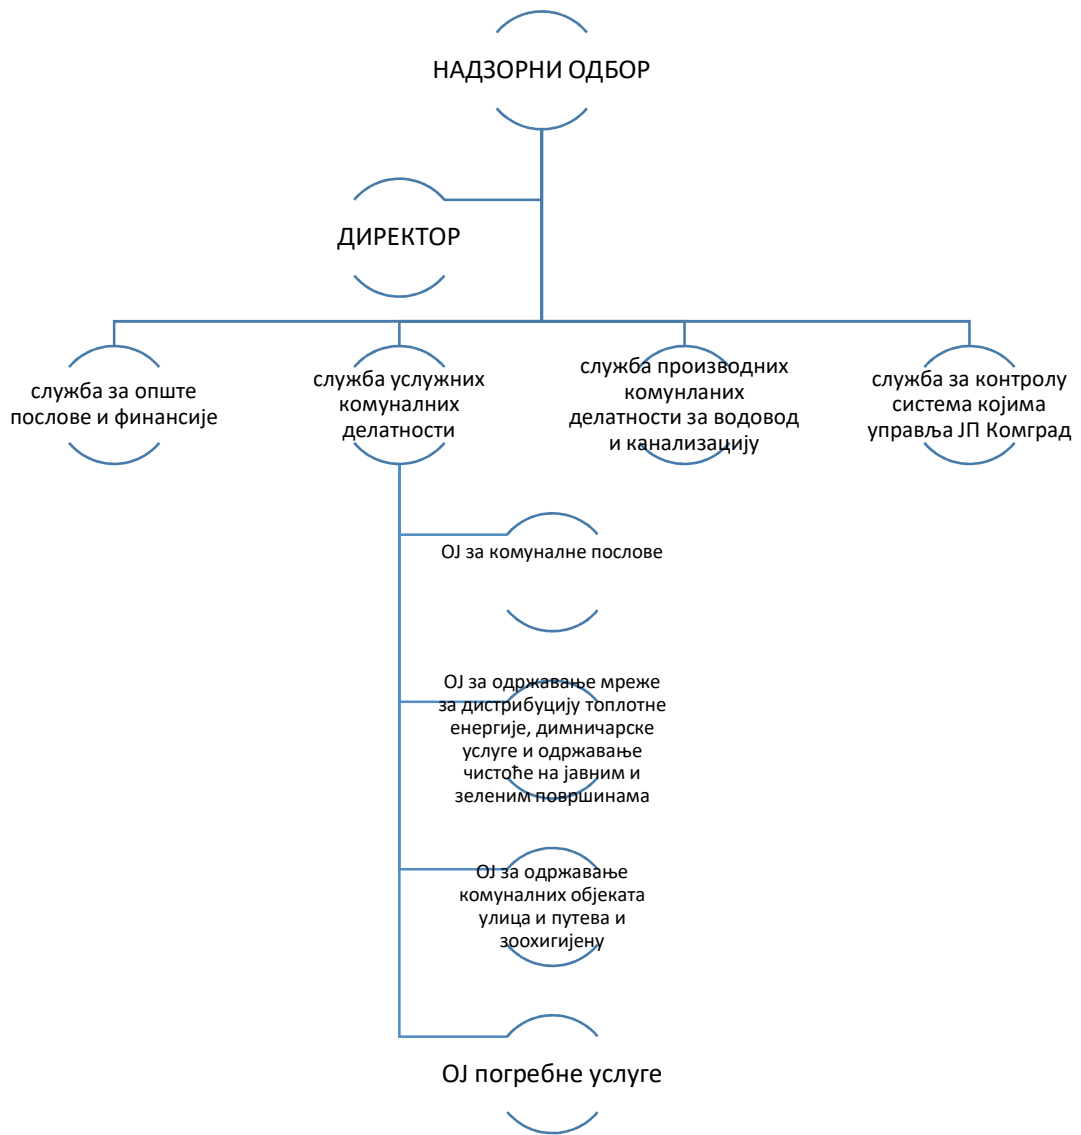 НАДЗОРНИ ОДБОР
ДИРЕКТОР
служба за опште
послове и финансије
служба услужних
комуналних
делатности
служба производних
комунланих
делатности за водовод
и канализацију
служба за контролу
система којима
управља ЈП Комград
ОЈ за комуналне послове
ОЈ за одржавање мреже
за дистрибуцију топлотне
енергије, димничарске
услуге и одржавање
чистоће на јавним и
зеленим површинама
ОЈ за одржавање
комуналних објеката
улица и путева и
зоохигијену
ОЈ погребне услуге